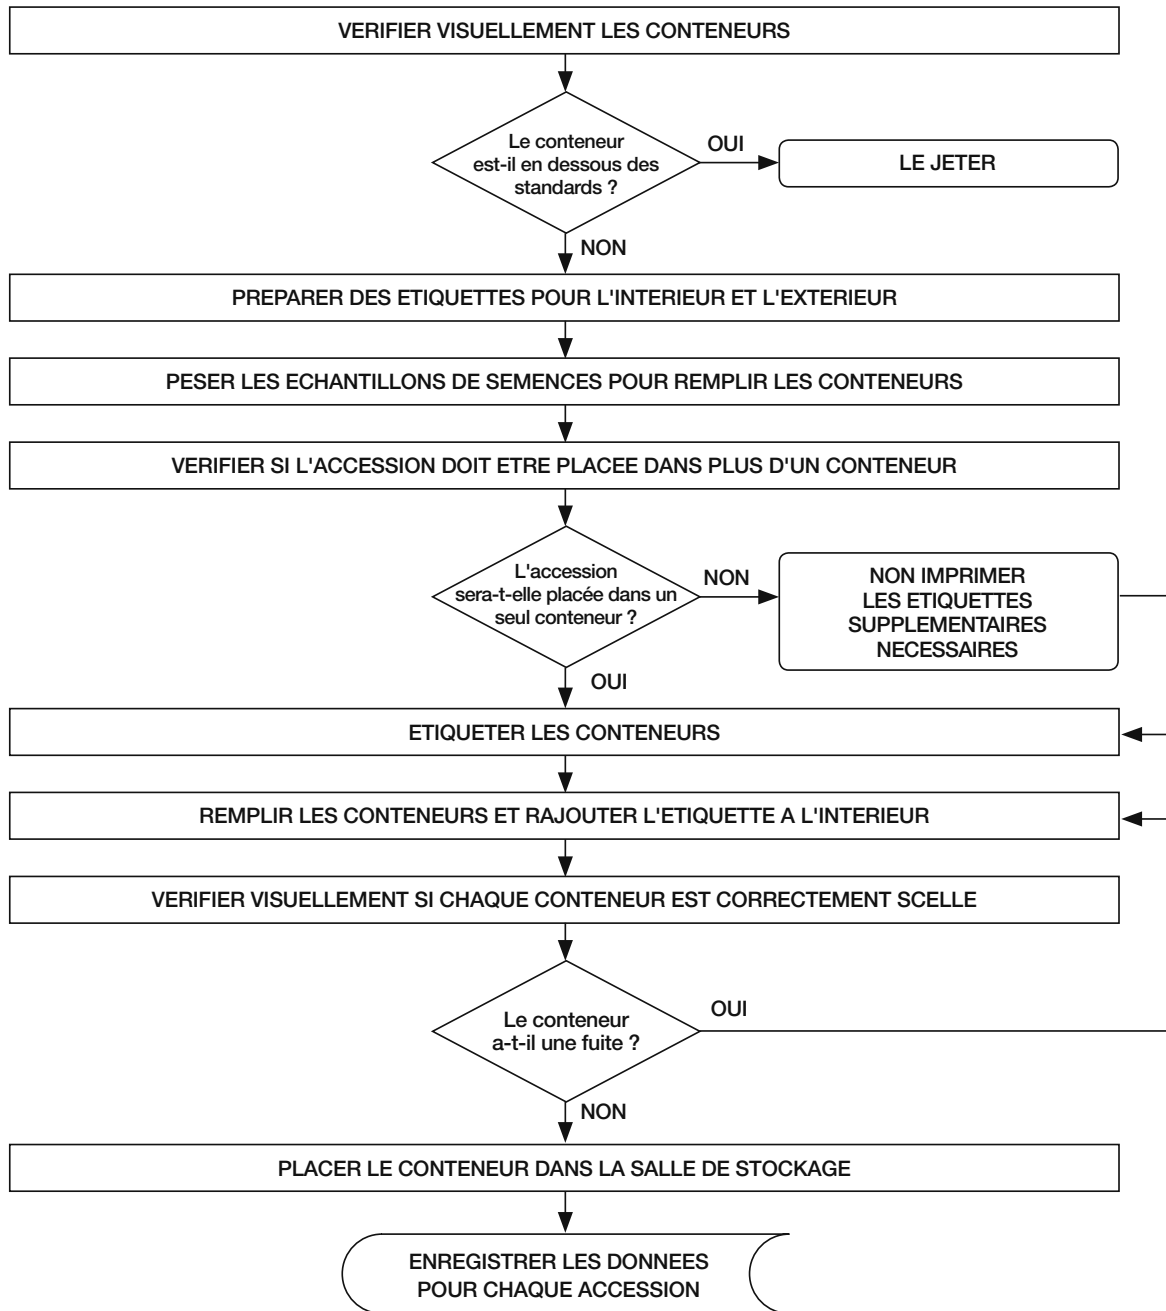 VERIFIER VISUELLEMENT LES CONTENEURS
Le conteneur
est-il en dessous des
standards ?
OUI
LE JETER
NON
PREPARER DES ETIQUETTES POUR L'INTERIEUR ET L'EXTERIEUR
PESER LES ECHANTILLONS DE SEMENCES POUR REMPLIR LES CONTENEURS
VERIFIER SI L'ACCESSION DOIT ETRE PLACEE DANS PLUS D'UN CONTENEUR
L'accession
sera-t-elle placée dans un
seul conteneur ?
NON
NON IMPRIMER
LES ETIQUETTES
SUPPLEMENTAIRES
NECESSAIRES
OUI
ETIQUETER LES CONTENEURS
REMPLIR LES CONTENEURS ET RAJOUTER L'ETIQUETTE A L'INTERIEUR
VERIFIER VISUELLEMENT SI CHAQUE CONTENEUR EST CORRECTEMENT SCELLE
Le conteneur
a-t-il une fuite ?
OUI
NON
PLACER LE CONTENEUR DANS LA SALLE DE STOCKAGE
ENREGISTRER LES DONNEES
POUR CHAQUE ACCESSION